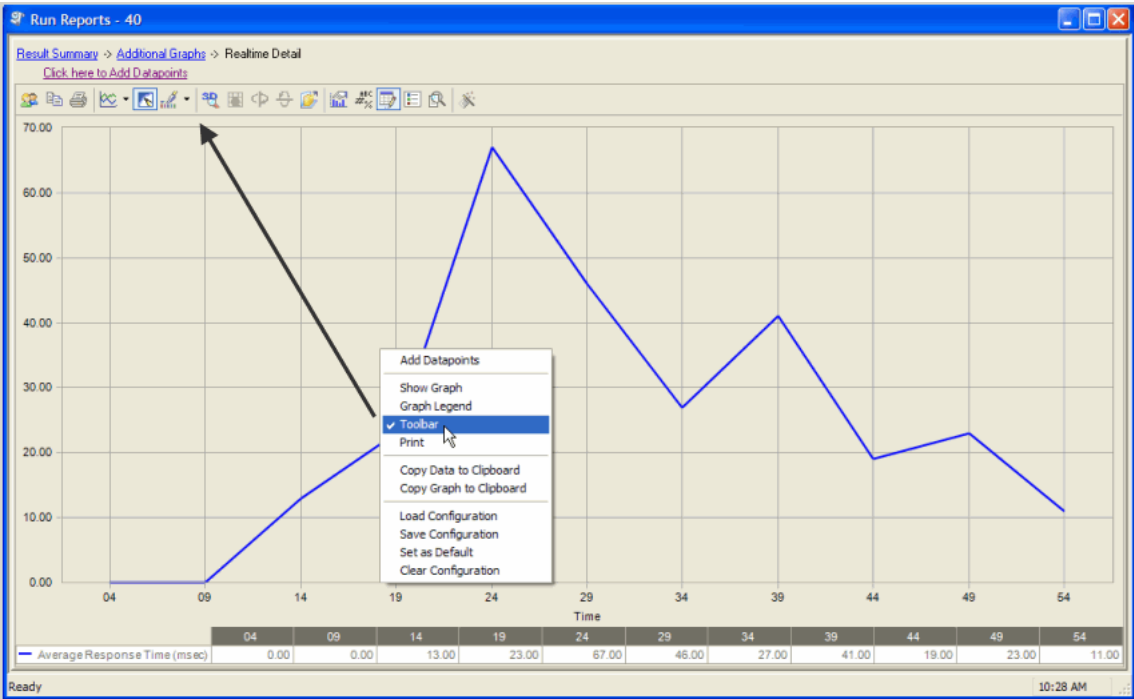 Run Reports - 40
Result Summary -> Additional Graphs -> Realtime Detail
Click here to Add Datapoints
70.00
60.00
50.00
40.00
30.00
20.00
10.00
0.00
Add Datapoints
Show Graph
Graph Legend
Toolbar
Print
Copy Data to Clipboard
Copy Graph to Clipboard
Load Configuration
Save Configuration
Set as Default
Clear Configuration
04 09 14 19 24 29 34 39 44 49 54
Time
04 09 14 19 24 29 34 39 44 49 54
Average Response Time (msec) 0.00 0.00 13.00 23.00 67.00 46.00 27.00 41.00 19.00 23.00 11.00
Ready 10:28 AM